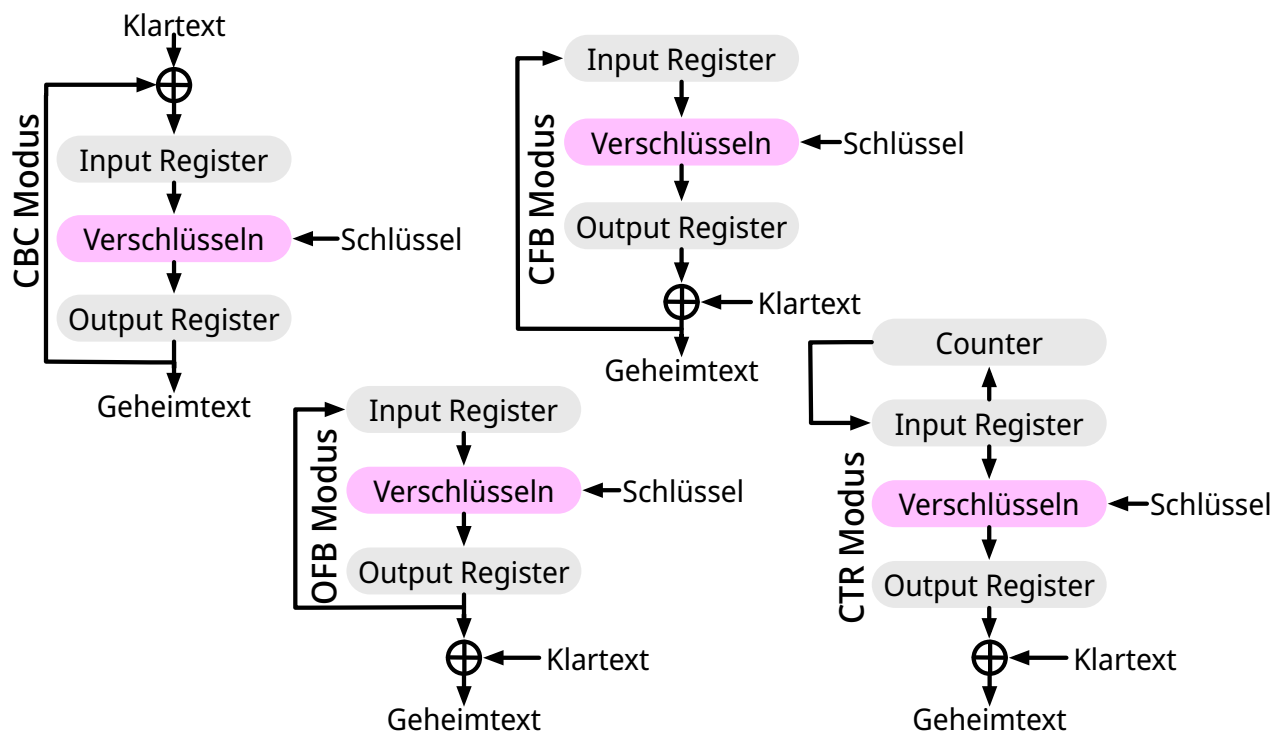 Klartext
CBC Modus
Input Register
Verschlüsseln
Schlüssel
Output Register
Geheimtext
CFB Modus
Input Register
Verschlüsseln
Schlüssel
Output Register
Klartext
Geheimtext
OFB Modus
Input Register
Verschlüsseln
Schlüssel
Output Register
Klartext
Geheimtext
CTR Modus
Counter
Input Register
Verschlüsseln
Schlüssel
Output Register
Klartext
Geheimtext